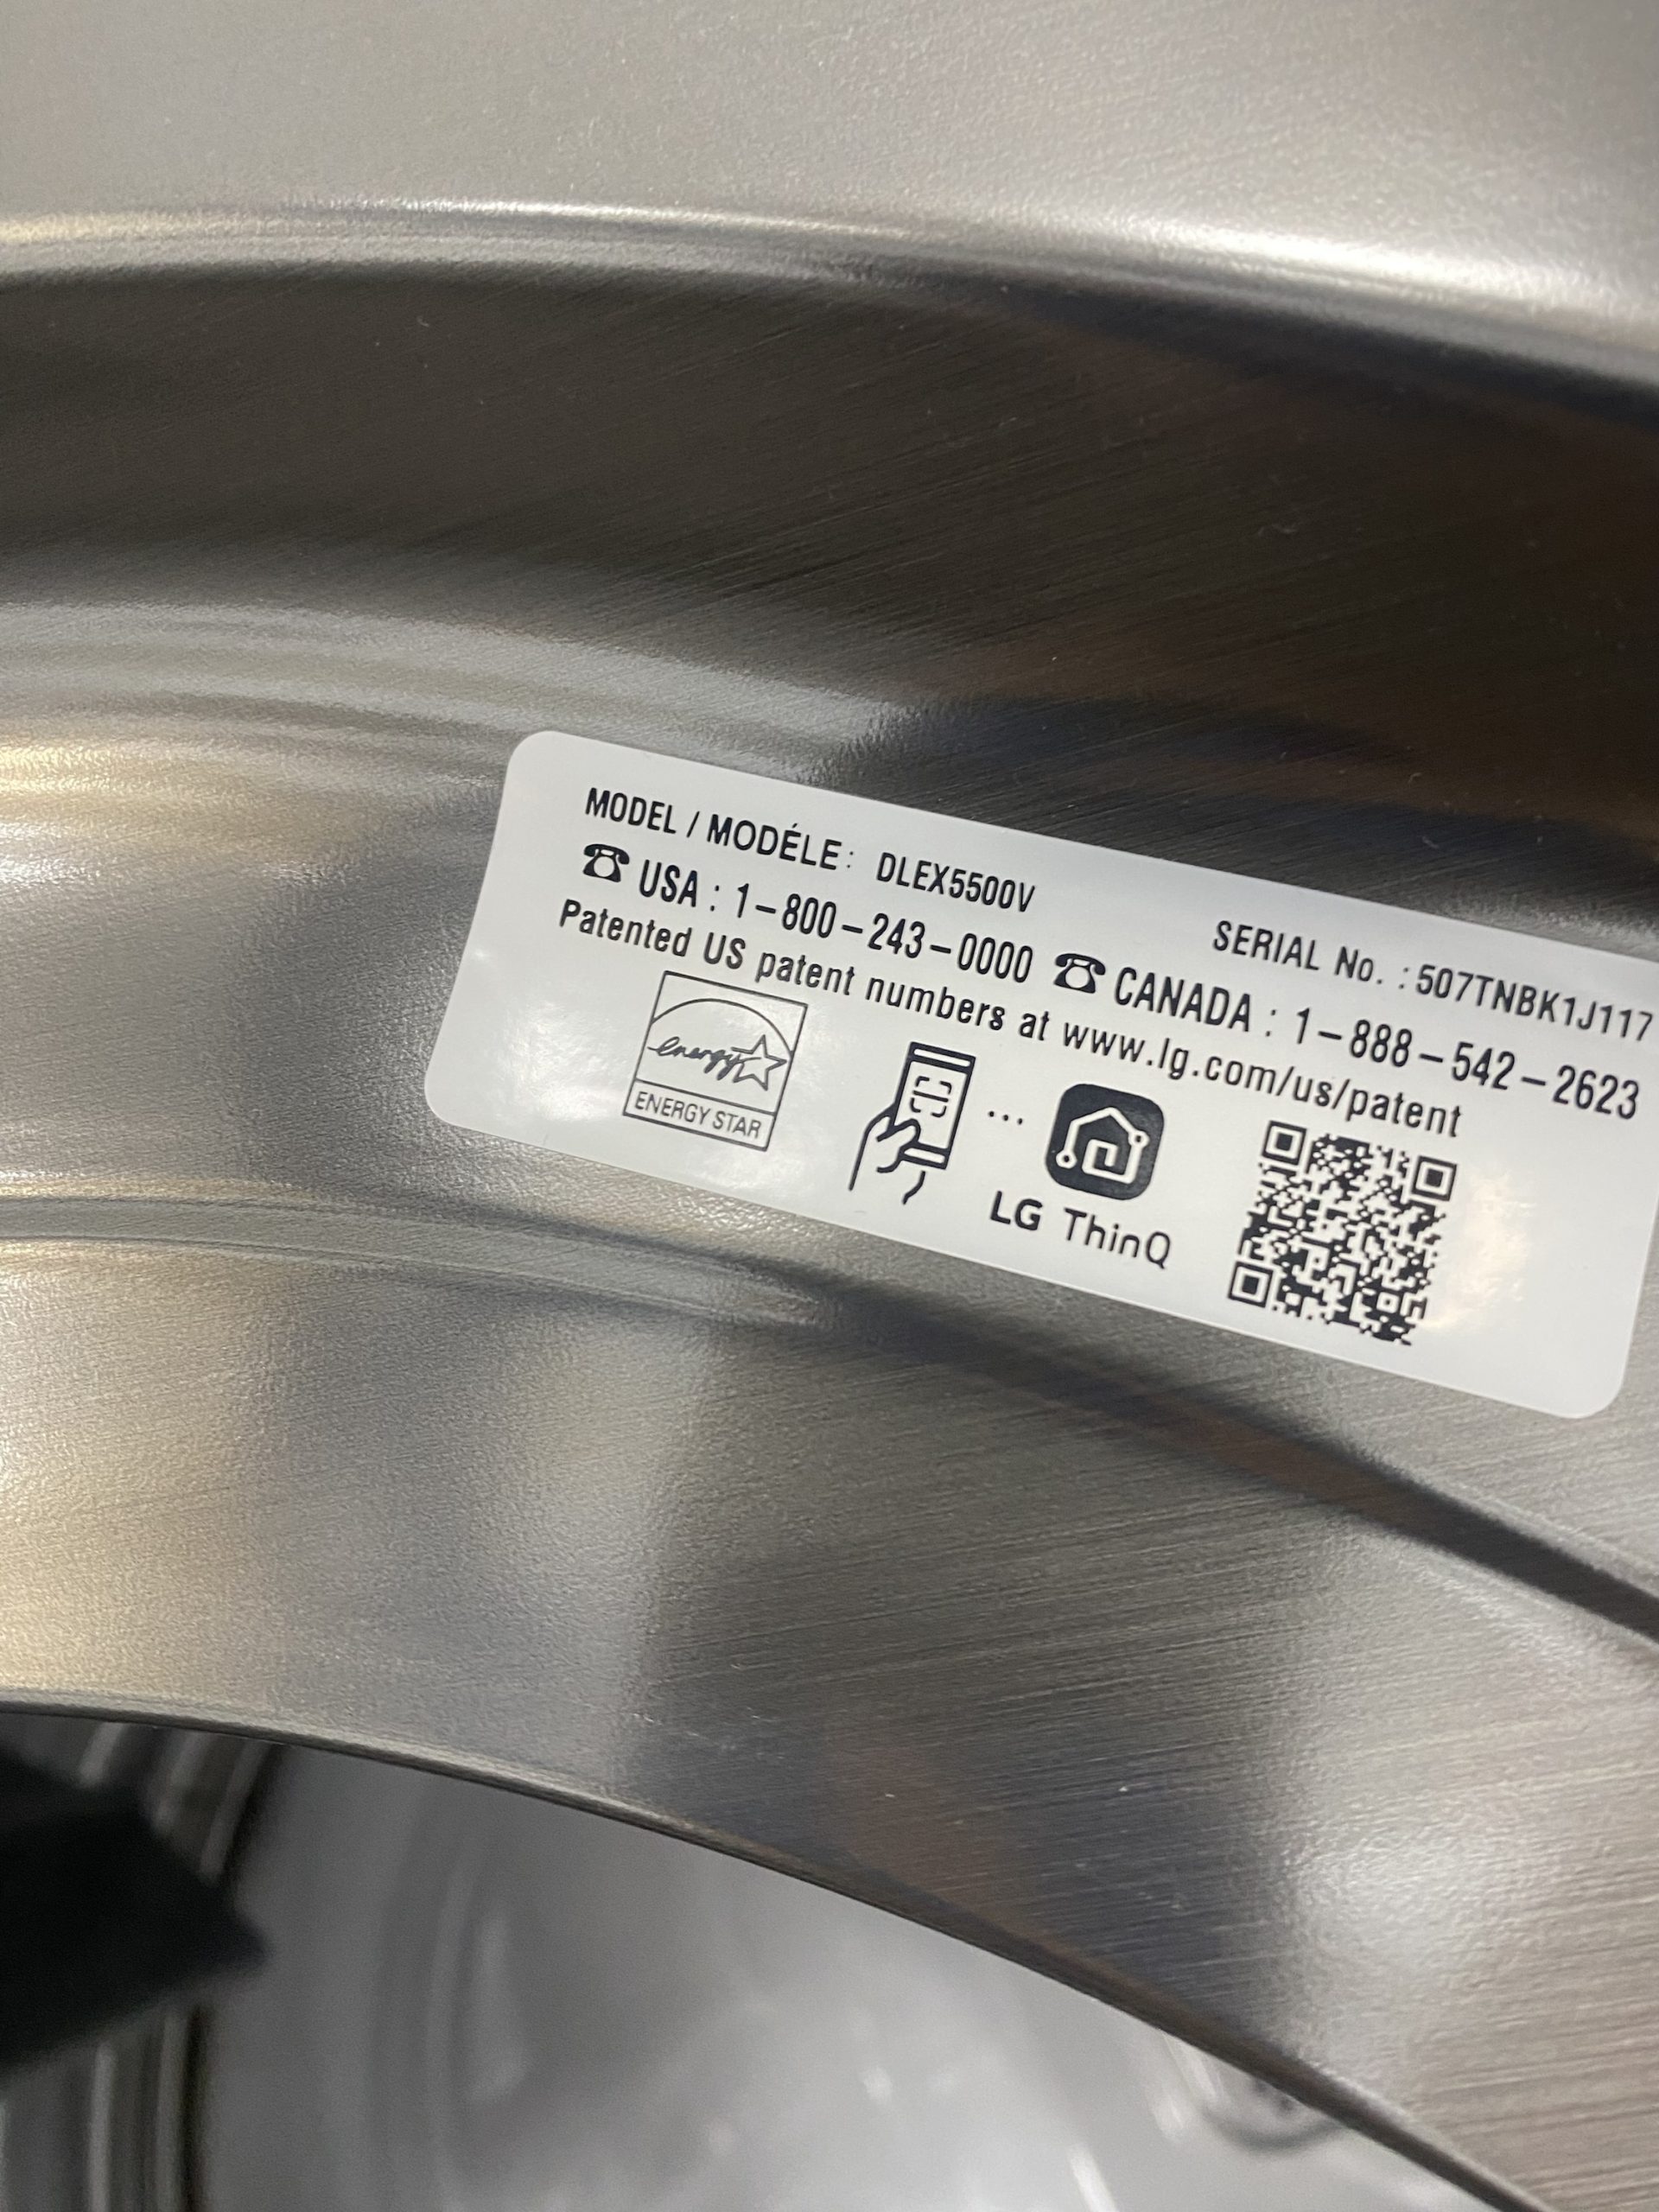 MODEL / MODÉLE : DLEX5500V SERIAL No. : 507TNBK1J117
☎ USA : 1-800-243-0000 ☎ CANADA : 1-888-542-2623
Patented US patent numbers at www.lg.com/us/patent
energy
ENERGY STAR
LG ThinQ